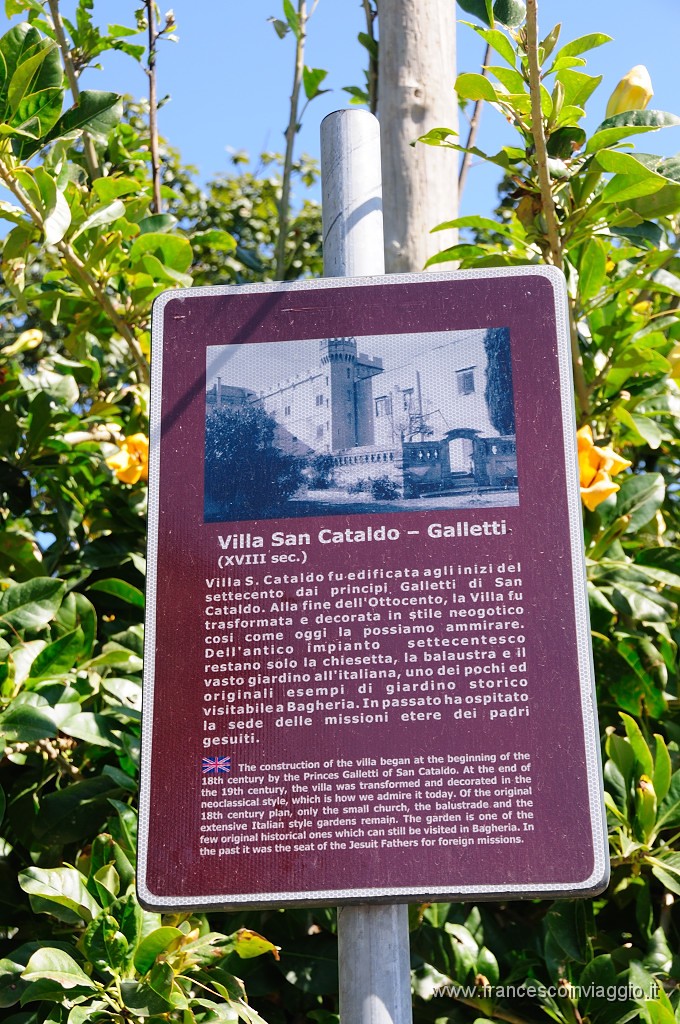 Villa San Cataldo – Galletti
(XVIII sec.)
Villa S. Cataldo fu edificata agli inizi del
settecento dai principi Galletti di San
Cataldo. Alla fine dell'Ottocento, la Villa fu
trasformata e decorata in stile neogotico
cosi come oggi la possiamo ammirare.
Dell'antico impianto settecentesco
restano solo la chiesetta, la balaustra e il
vasto giardino all'italiana, uno dei pochi ed
originali esempi di giardino storico
visitabile a Bagheria. In passato ha ospitato
la sede delle missioni etere dei padri
gesuiti.
The construction of the villa began at the beginning of the
18th century by the Princes Galletti of San Cataldo. At the end of
the 19th century, the villa was transformed and decorated in the
neoclassical style, which is how we admire it today. Of the original
18th century plan, only the small church, the balustrade and the
extensive Italian style gardens remain. The garden is one of the
few original historical ones which can still be visited in Bagheria. In
the past it was the seat of the Jesuit Fathers for foreign missions.
www.francescoinviaggio.it